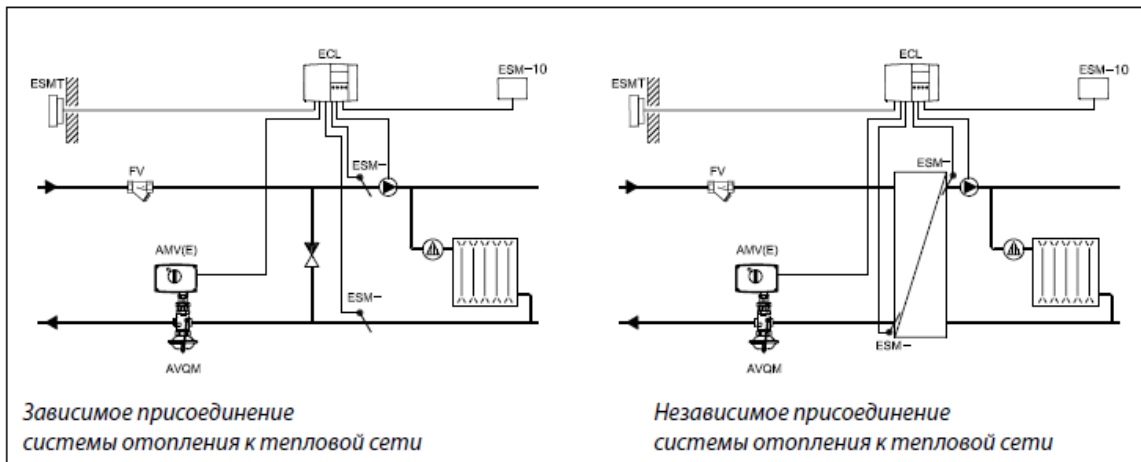 ECL
ESM-10
ESMT
ESM-
FV
AMV(E)
ESM-
AVQM
Зависимое присоединение
системы отопления к тепловой сети
ECL
ESM-10
ESMT
ESM-
FV
AMV(E)
ESM-
AVQM
Независимое присоединение
системы отопления к тепловой сети